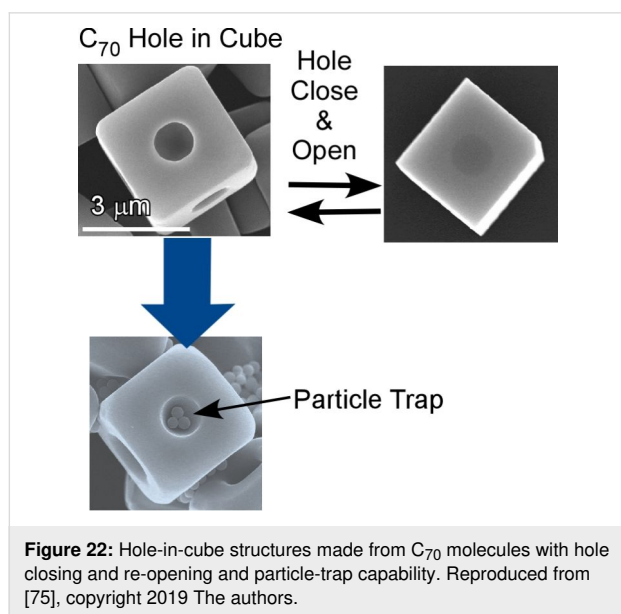 C₇₀ Hole in Cube
Hole
Close
&
Open
3 μm
Particle Trap
Figure 22: Hole-in-cube structures made from C₇₀ molecules with hole
closing and re-opening and particle-trap capability. Reproduced from
[75], copyright 2019 The authors.